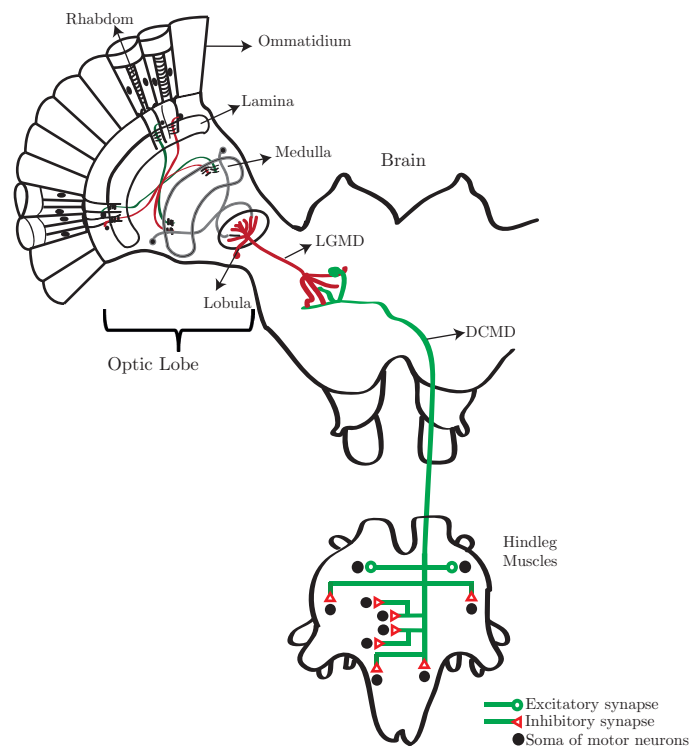 Rhabdom
Ommatidium
Lamina
Medulla
Brain
LGMD
Lobula
DCMD
Optic Lobe
Hindleg
Muscles
Excitatory synapse
Inhibitory synapse
Soma of motor neurons